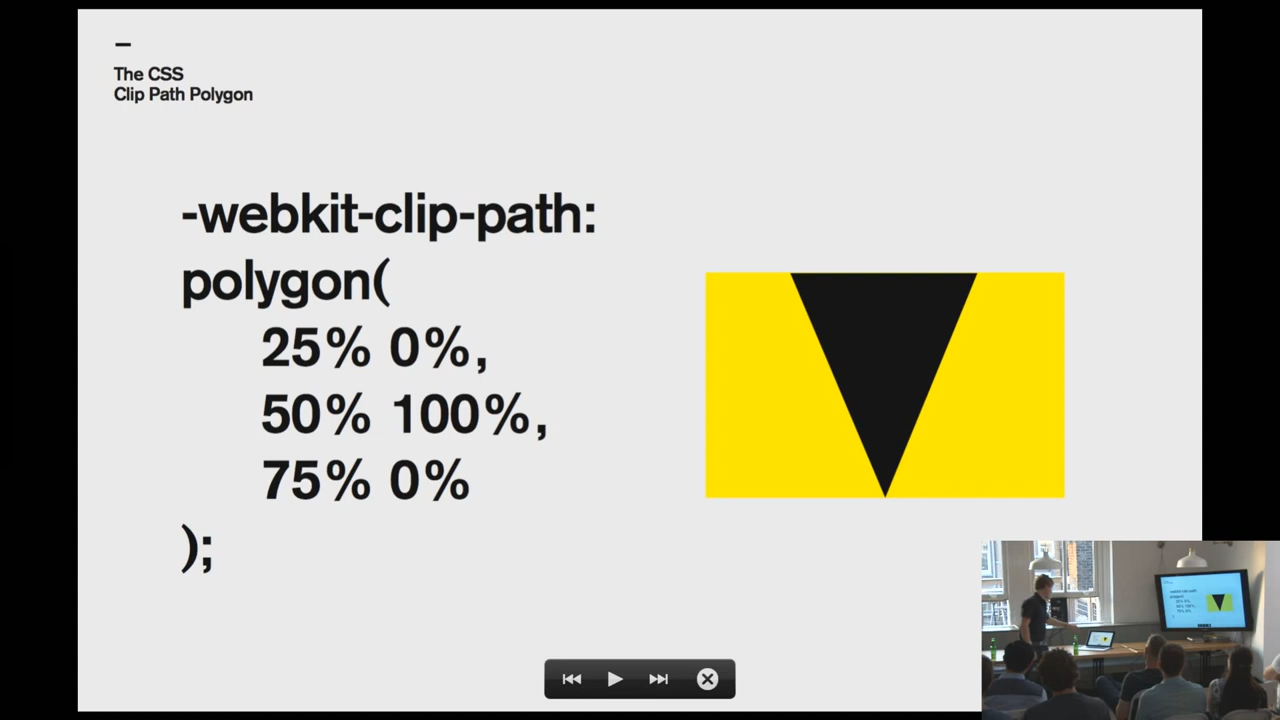 The CSS
Clip Path Polygon
-webkit-clip-path:
polygon(
25% 0%,
50% 100%,
75% 0%
);